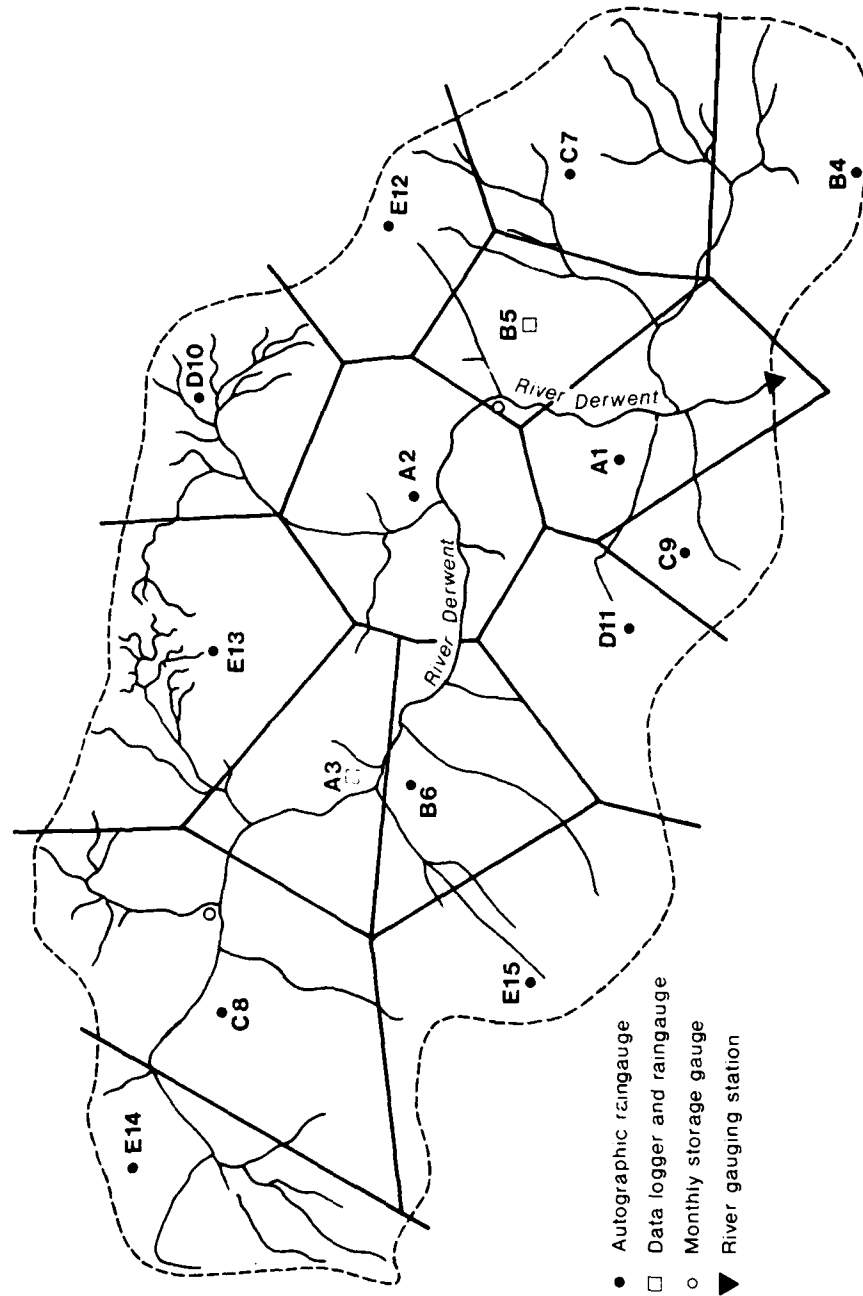 E14
D10
E13
C8
A3
E12
A2
B6
River Derwent
B5
E15
C7
River Derwent
A1
D11
C9
B4
Autographic raingauge
Data logger and raingauge
Monthly storage gauge
River gauging station